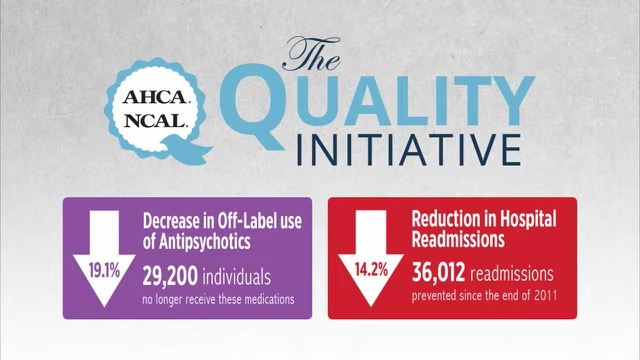 The
QUALITY
INITIATIVE
AHCA.
NCAL.
19.1%
Decrease in Off-Label use
of Antipsychotics
29,200 individuals
no longer receive these medications
14.2%
Reduction in Hospital
Readmissions
36,012 readmissions
prevented since the end of 2011